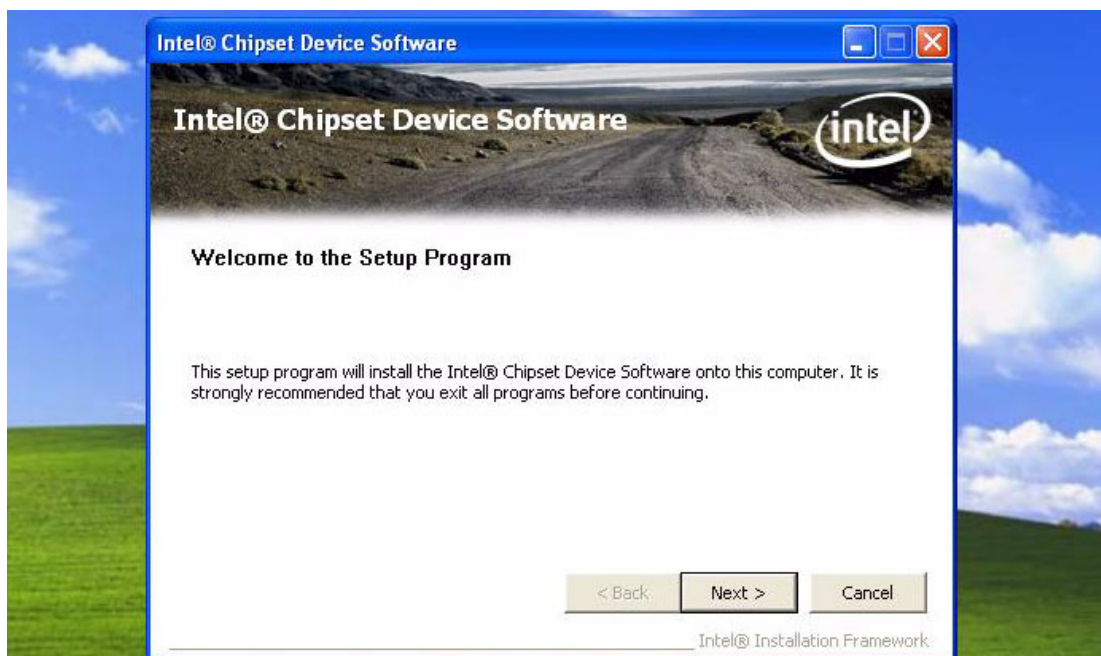 Intel® Chipset Device Software
Intel® Chipset Device Software
intel
Welcome to the Setup Program
This setup program will install the Intel® Chipset Device Software onto this computer. It is
strongly recommended that you exit all programs before continuing.
< Back Next > Cancel
Intel® Installation Framework